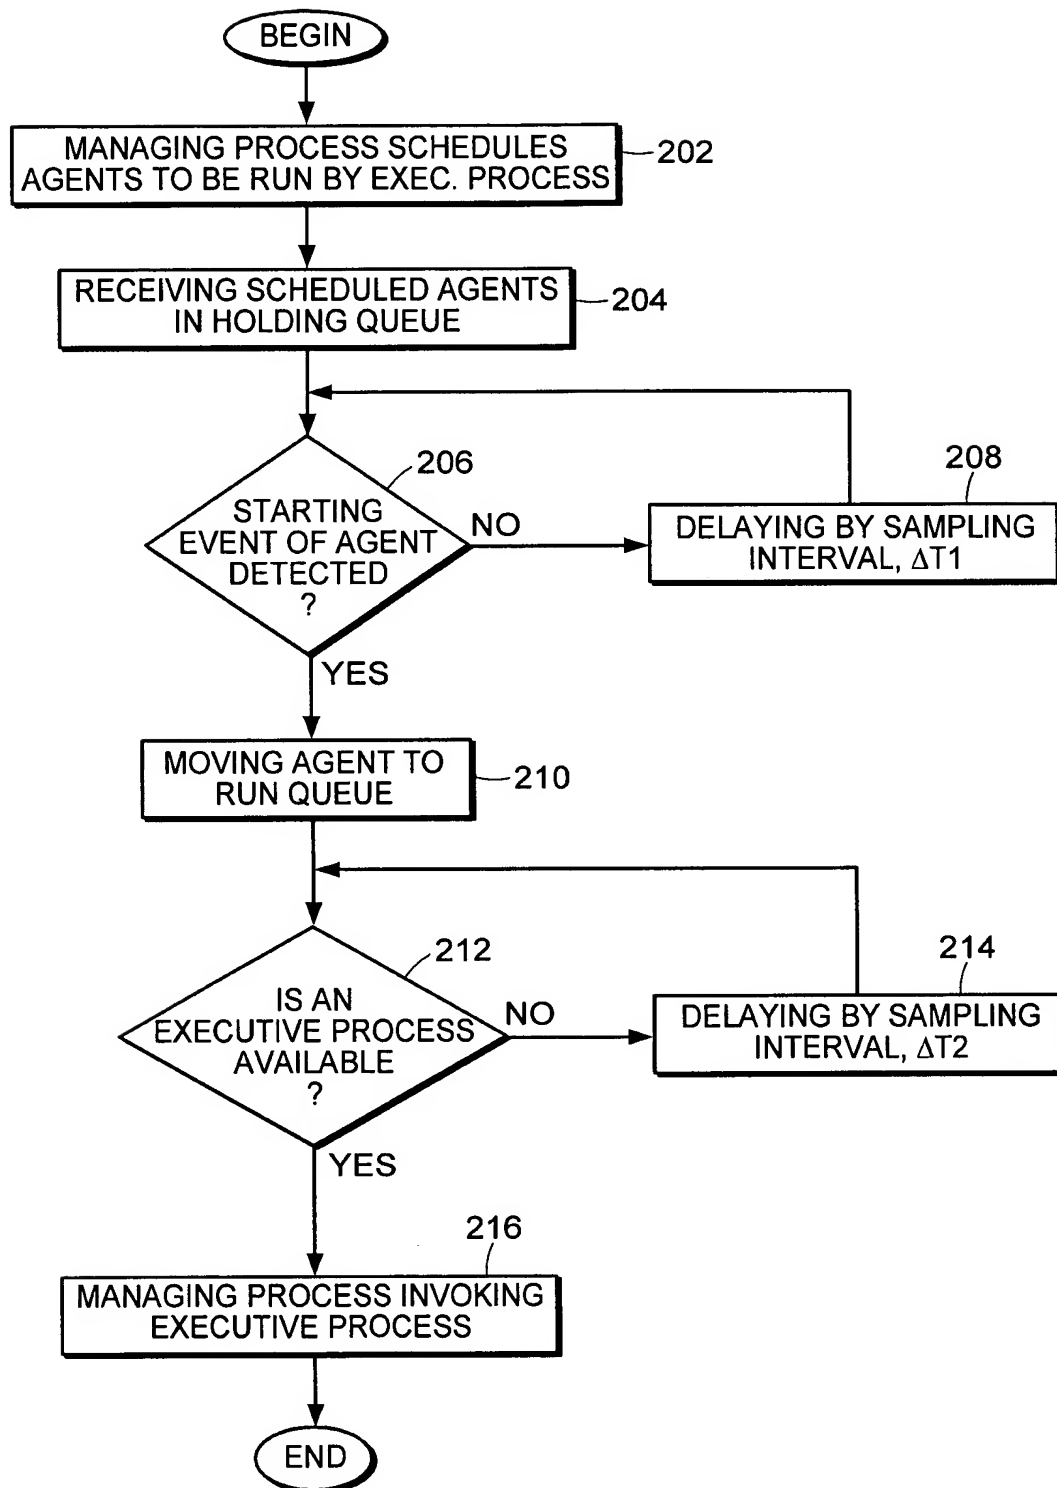 BEGIN
MANAGING PROCESS SCHEDULES
AGENTS TO BE RUN BY EXEC. PROCESS
202
RECEIVING SCHEDULED AGENTS
IN HOLDING QUEUE
204
206
STARTING
EVENT OF AGENT
DETECTED
?
NO
208
DELAYING BY SAMPLING
INTERVAL, ΔT1
YES
MOVING AGENT TO
RUN QUEUE
210
212
IS AN
EXECUTIVE PROCESS
AVAILABLE
?
NO
214
DELAYING BY SAMPLING
INTERVAL, ΔT2
YES
216
MANAGING PROCESS INVOKING
EXECUTIVE PROCESS
END